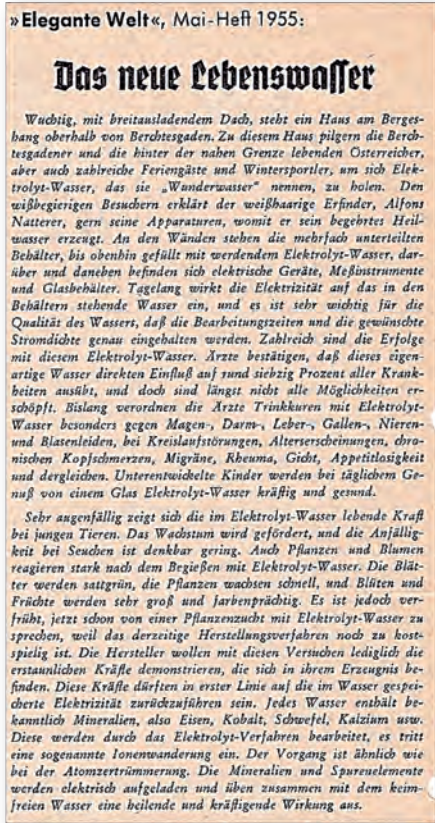 »Elegante Welt«, Mai-Heft 1955:
Das neue Lebenswasser
Wuchtig, mit breitausladendem Dach, steht ein Haus am Berges-
hang oberhalb von Berchtesgaden. Zu diesem Haus pilgern die Berch-
tesgadener und die hinter der nahen Grenze lebenden Österreicher,
aber auch zahlreiche Feriengäste und Wintersportler, um sich Elek-
trolyt-Wasser, das sie „Wunderwasser" nennen, zu holen. Den
wißbegierigen Besuchern erklärt der weißhaarige Erfinder, Alfons
Natterer, gern seine Apparaturen, womit er sein begehrtes Heil-
wasser erzeugt. An den Wänden stehen die mehrfach unterteilten
Behälter, bis obenhin gefüllt mit werdendem Elektrolyt-Wasser, dar-
über und daneben befinden sich elektrische Geräte, Meßinstrumente
und Glasbehälter. Tagelang wirkt die Elektrizität auf das in den
Behältern stehende Wasser ein, und es ist sehr wichtig für die
Qualität des Wassers, daß die Bearbeitungszeiten und die gewünschte
Stromdichte genau eingehalten werden. Zahlreich sind die Erfolge
mit diesem Elektrolyt-Wasser. Ärzte bestätigen, daß dieses eigen-
artige Wasser direkten Einfluß auf rund siebzig Prozent aller Krank-
heiten ausübt, und doch sind längst nicht alle Möglichkeiten er-
schöpft. Bislang verordnen die Ärzte Trinkkuren mit Elektrolyt-
Wasser besonders gegen Magen-, Darm-, Leber-, Gallen-, Nieren-
und Blasenleiden, bei Kreislaufstörungen, Alterserscheinungen, chro-
nischen Kopfschmerzen, Migräne, Rheuma, Gicht, Appetitlosigkeit
und dergleichen. Unterentwickelte Kinder werden bei täglichem Ge-
nuß von einem Glas Elektrolyt-Wasser kräftig und gesund.
Sehr augenfällig zeigt sich die im Elektrolyt-Wasser lebende Kraft
bei jungen Tieren. Das Wachstum wird gefördert, und die Anfällig-
keit bei Seuchen ist denkbar gering. Auch Pflanzen und Blumen
reagieren stark nach dem Begießen mit Elektrolyt-Wasser. Die Blät-
ter werden sattgrün, die Pflanzen wachsen schnell, und Blüten und
Früchte werden sehr groß und farbenprächtig. Es ist jedoch ver-
früht, jetzt schon von einer Pflanzenzucht mit Elektrolyt-Wasser zu
sprechen, weil das derzeitige Herstellungsverfahren noch zu kost-
spielig ist. Die Hersteller wollen mit diesen Versuchen lediglich die
erstaunlichen Kräfte demonstrieren, die sich in ihrem Erzeugnis be-
finden. Diese Kräfte dürften in erster Linie auf die im Wasser gespei-
cherte Elektrizität zurückzuführen sein. Jedes Wasser enthält be-
kanntlich Mineralien, also Eisen, Kobalt, Schwefel, Kalzium usw.
Diese werden durch das Elektrolyt-Verfahren bearbeitet, es tritt
eine sogenannte Ionenwanderung ein. Der Vorgang ist ähnlich wie
bei der Atomzertrümmerung. Die Mineralien und Spurenelemente
werden elektrisch aufgeladen und üben zusammen mit dem keim-
freien Wasser eine heilende und kräftigende Wirkung aus.